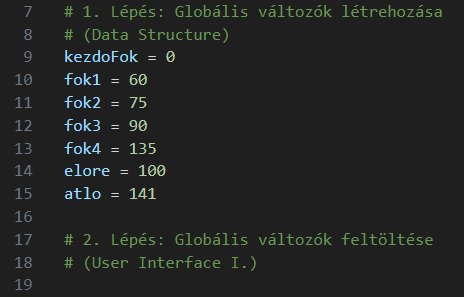 7 # 1. Lépés: Globális változók létrehozása
8 # (Data Structure)
9 kezdoFok = 0
10 fok1 = 60
11 fok2 = 75
12 fok3 = 90
13 fok4 = 135
14 elore = 100
15 atlo = 141
16
17 # 2. Lépés: Globális változók feltöltése
18 # (User Interface I.)
19